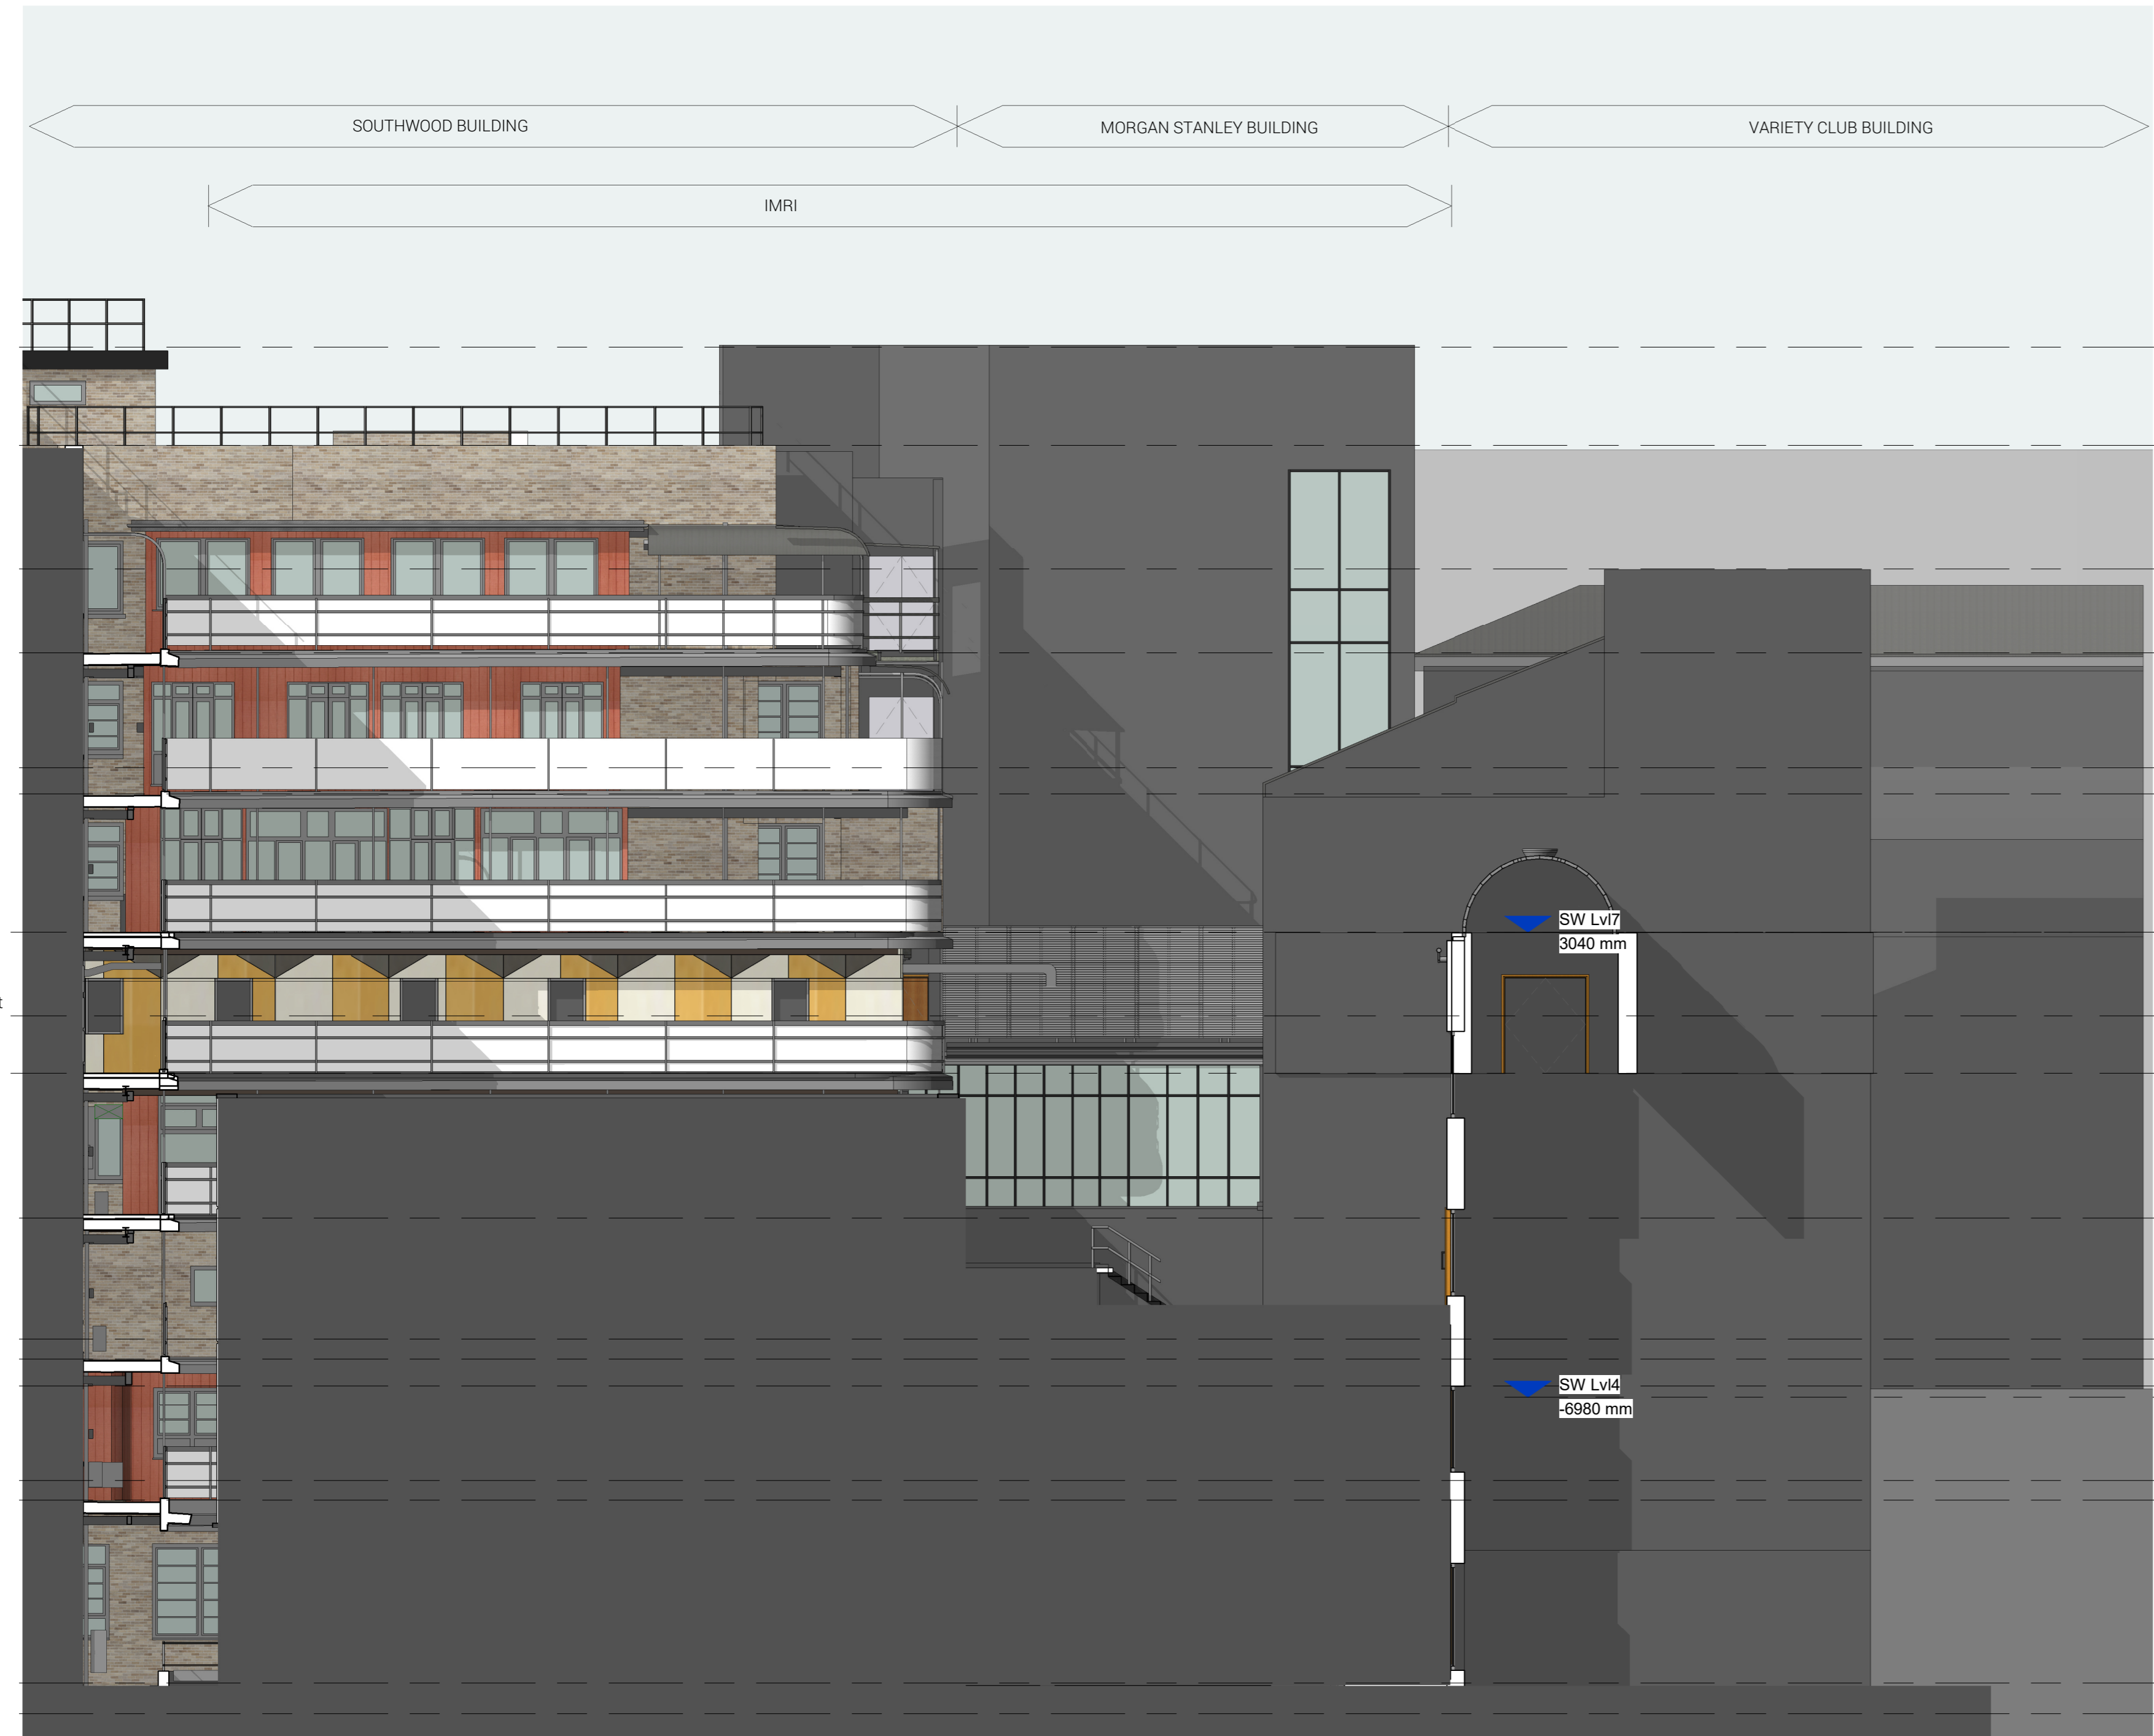 SOUTHWOOD BUILDING
MORGAN STANLEY BUILDING
VARIETY CLUB BUILDING
IMRI
SW Lvl7
3040 mm
t
SW Lvl4
-6980 mm